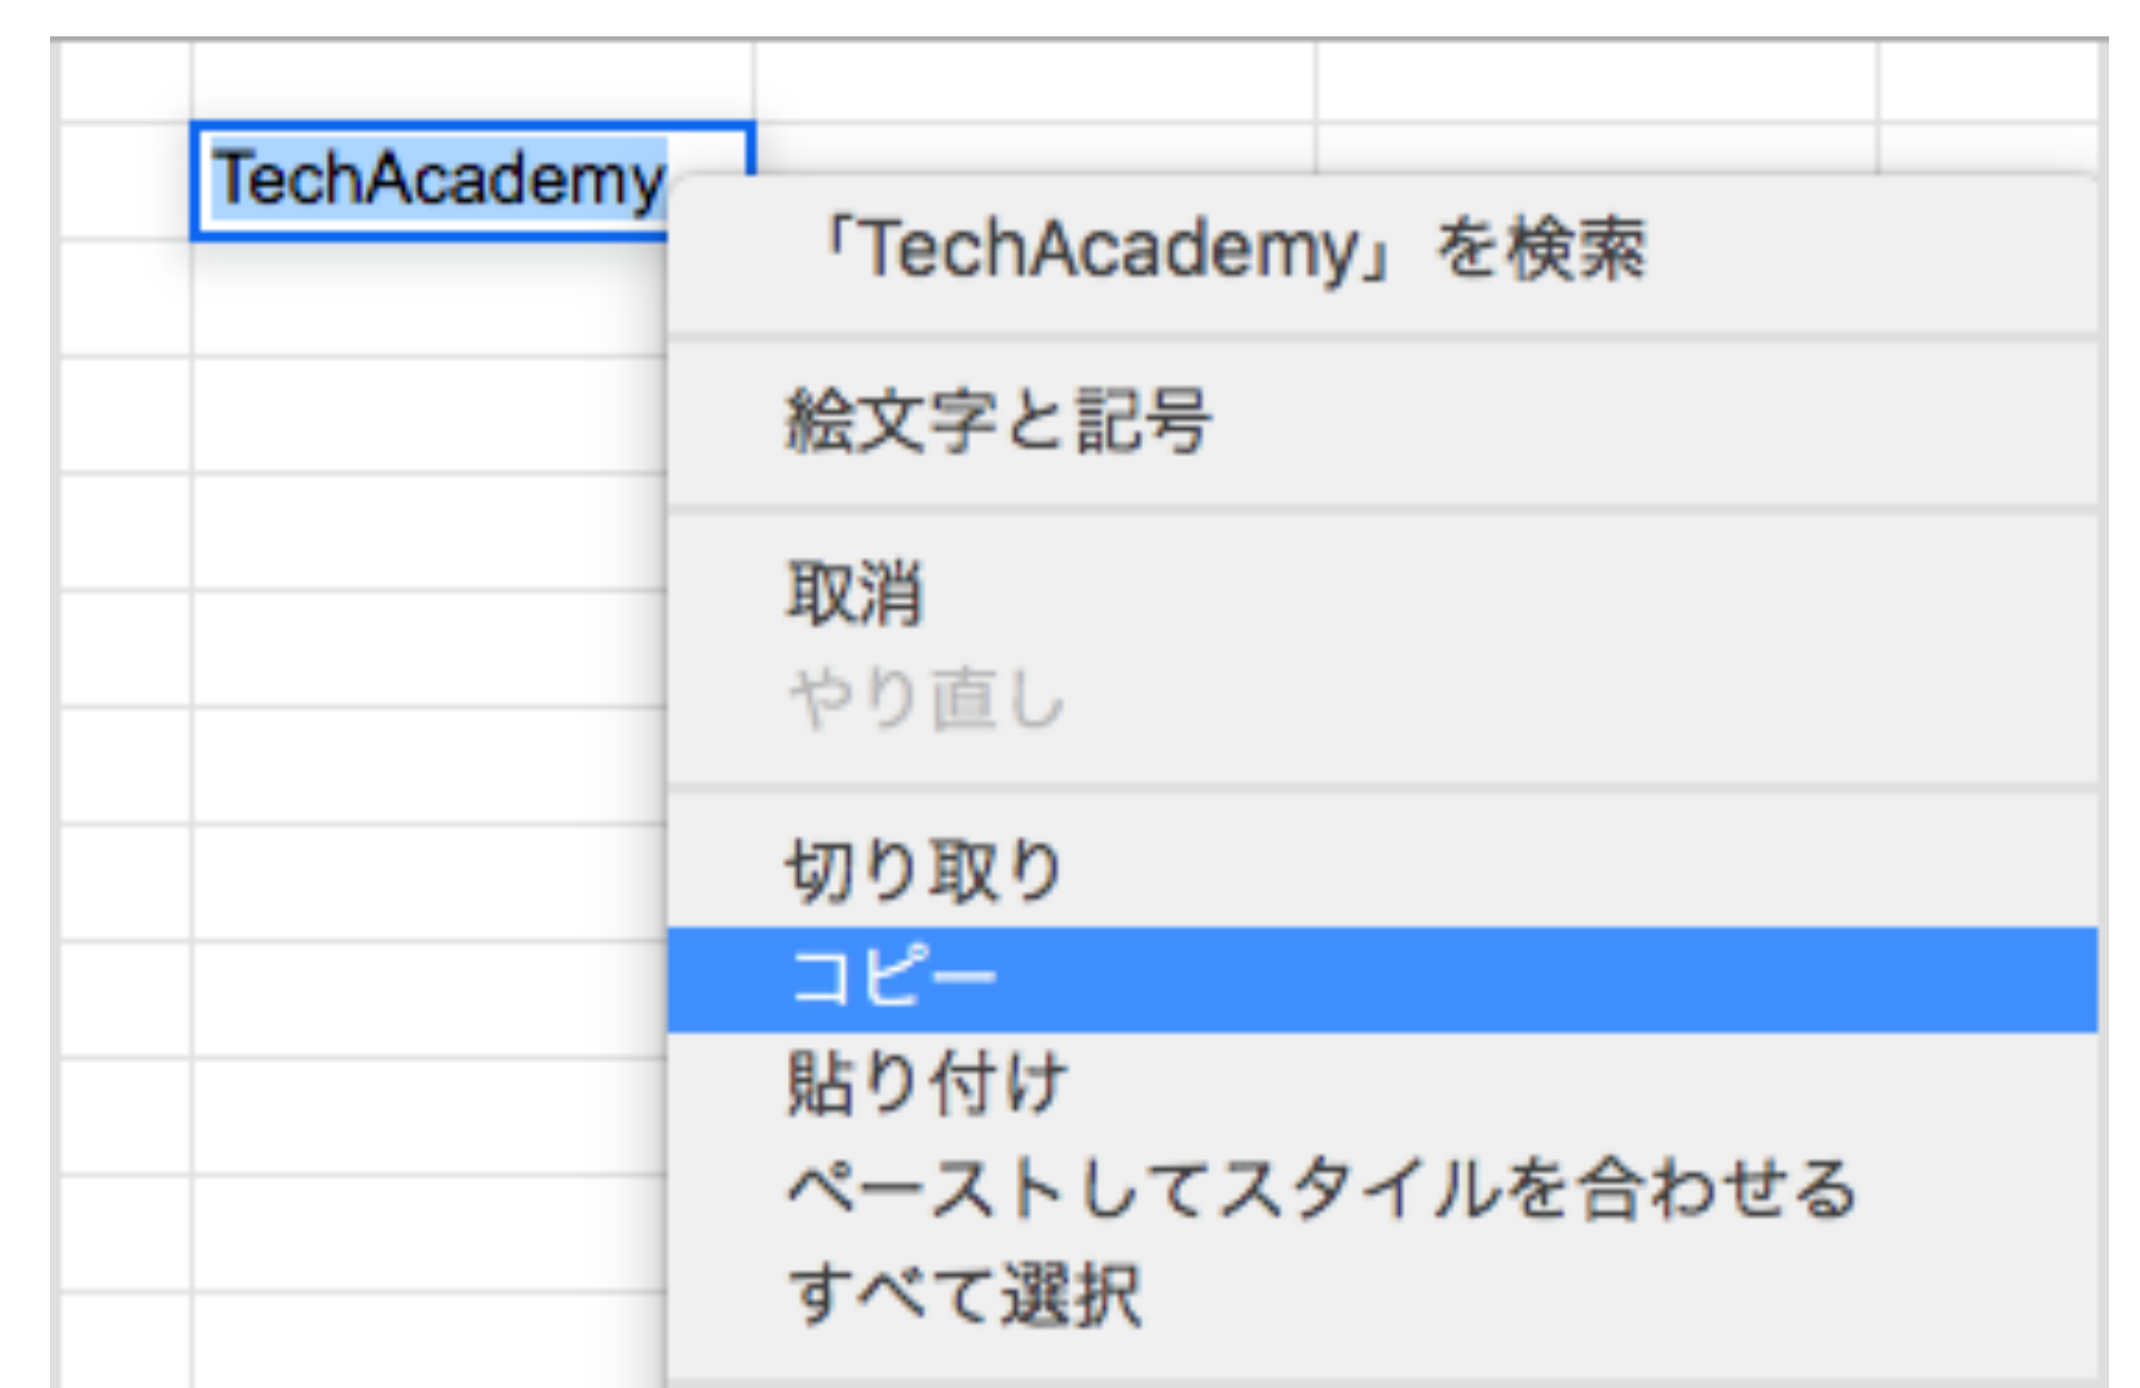 TechAcademy
「TechAcademy」を検索
絵文字と記号
取消
やり直し
切り取り
コピー
貼り付け
ペーストしてスタイルを合わせる
すべて選択